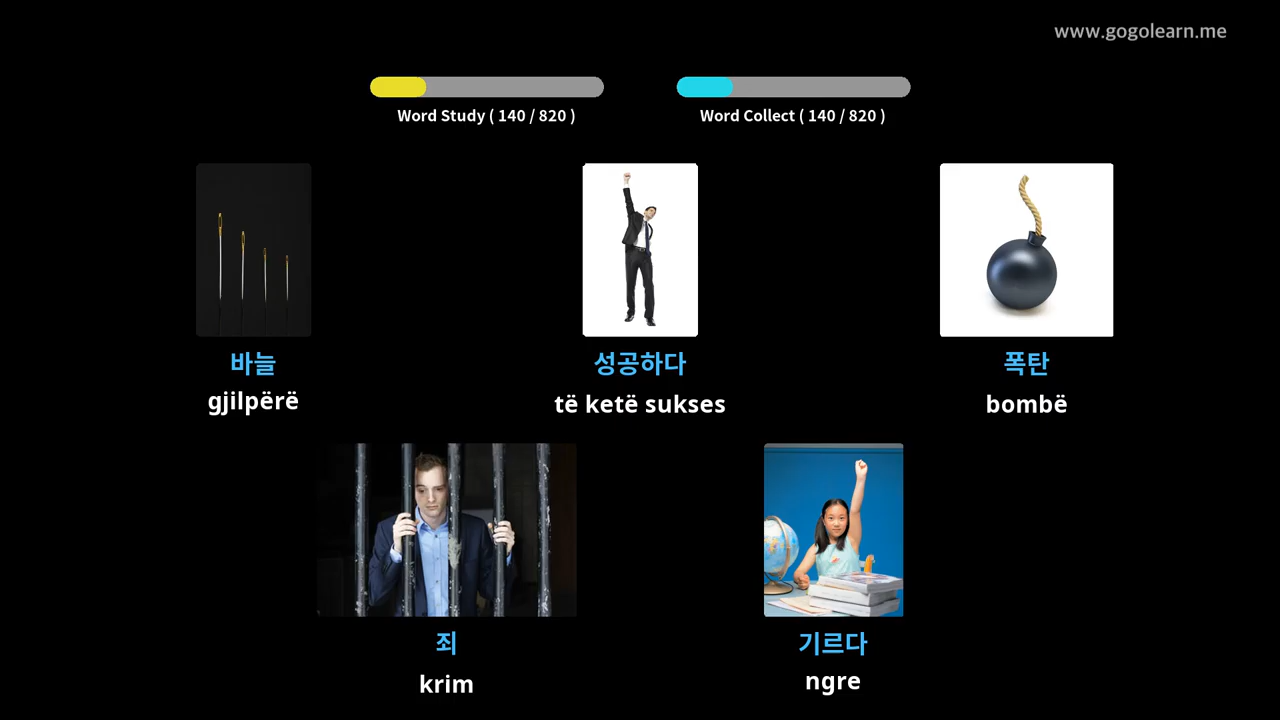 www.gogolearn.me
Word Study ( 140 / 820 )
Word Collect ( 140 / 820 )
바늘
gjilpërë
성공하다
të ketë sukses
폭탄
bombë
죄
krim
기르다
ngre